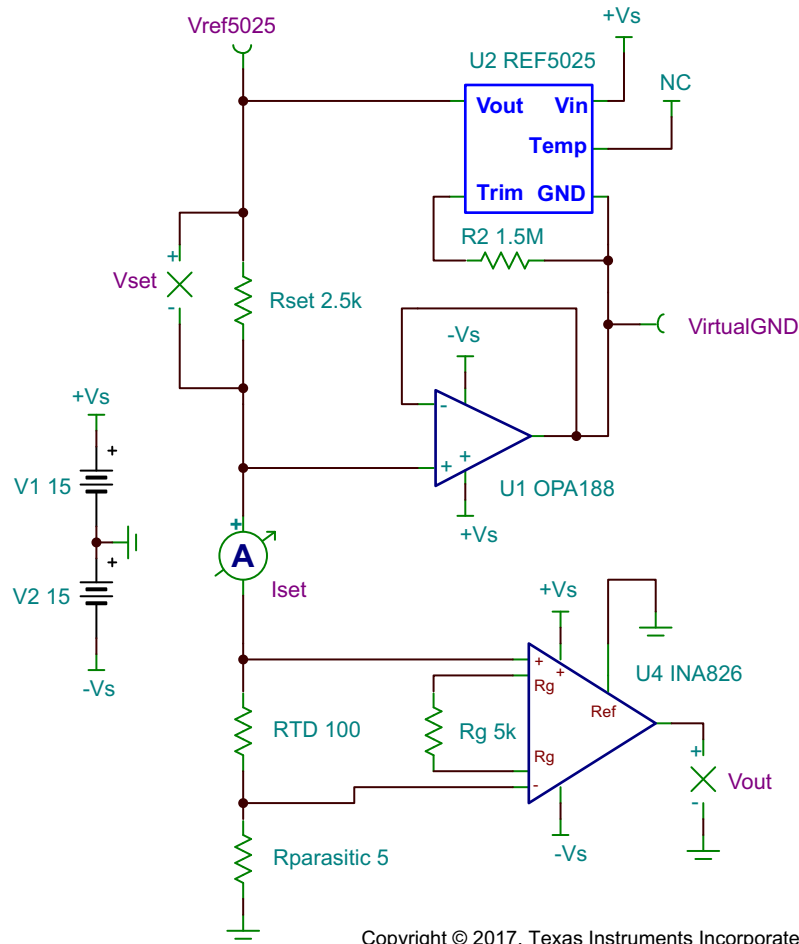 Vref5025
+Vs
U2 REF5025
NC
Vout Vin
Temp
Trim GND
R2 1.5M
+
Vset
-
Rset 2.5k
VirtualGND
-Vs
-
+ +
U1 OPA188
+Vs
+Vs
+
V1 15
+
V2 15
-Vs
+
A
Iset
+Vs
+
+
Rg
U4 INA826
Ref
RTD 100
Rg 5k
Rg
-
+
Vout
-
-Vs
Rparasitic 5
Copyright © 2017, Texas Instruments Incorporate